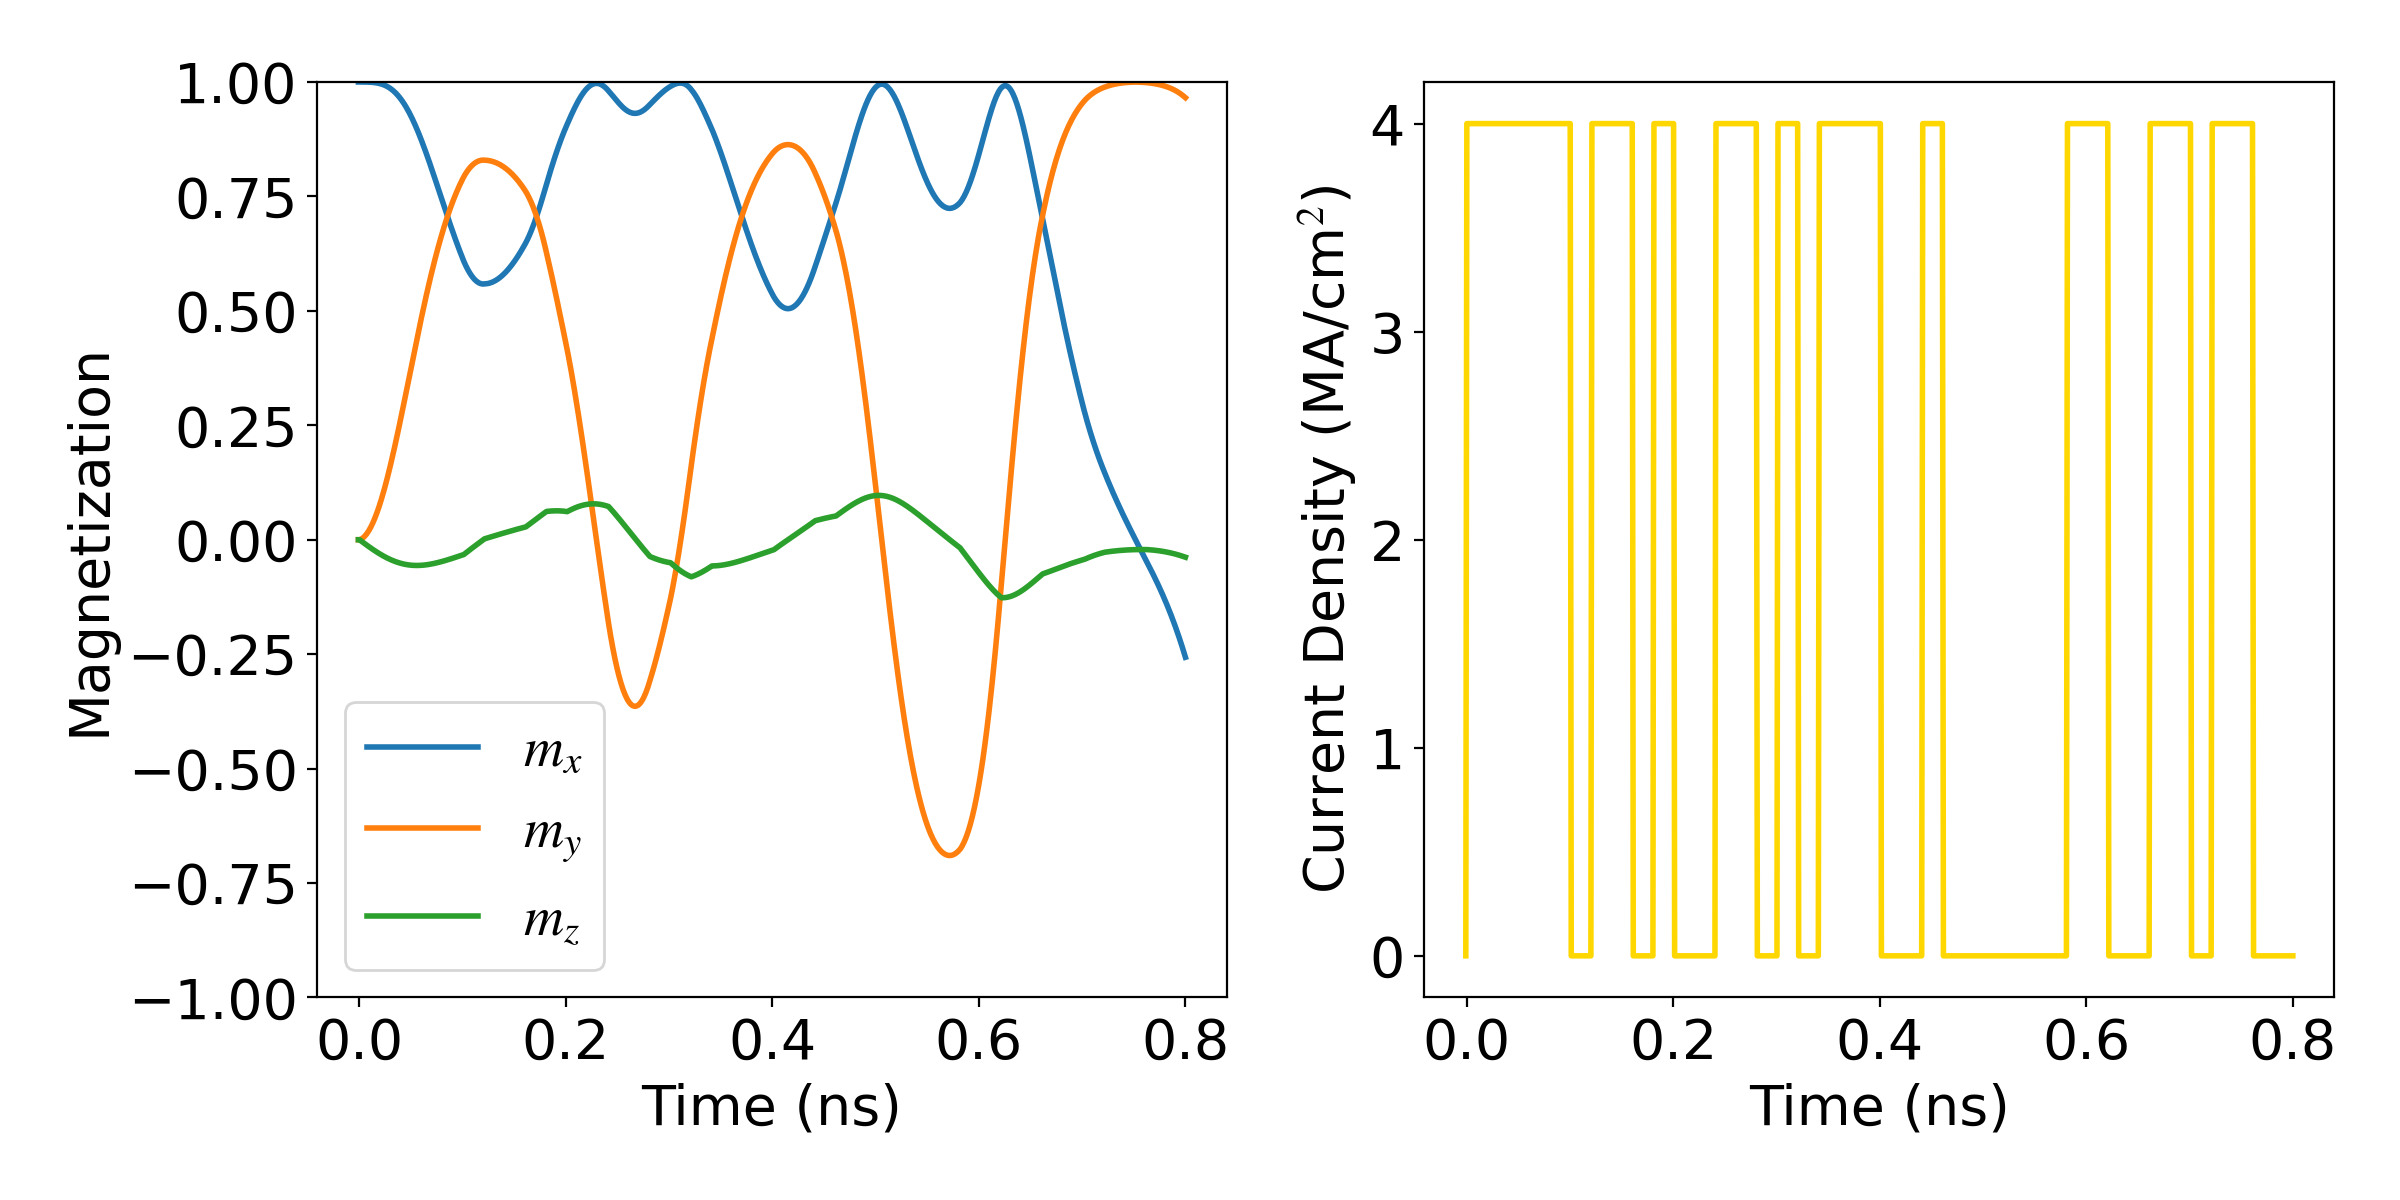 Magnetization
1.00
0.75
0.50
0.25
0.00
−0.25
−0.50
−0.75
−1.00
0.0 0.2 0.4 0.6 0.8
Time (ns)
mₓ
m_y
m_z
Current Density (MA/cm²)
4
3
2
1
0
0.0 0.2 0.4 0.6 0.8
Time (ns)